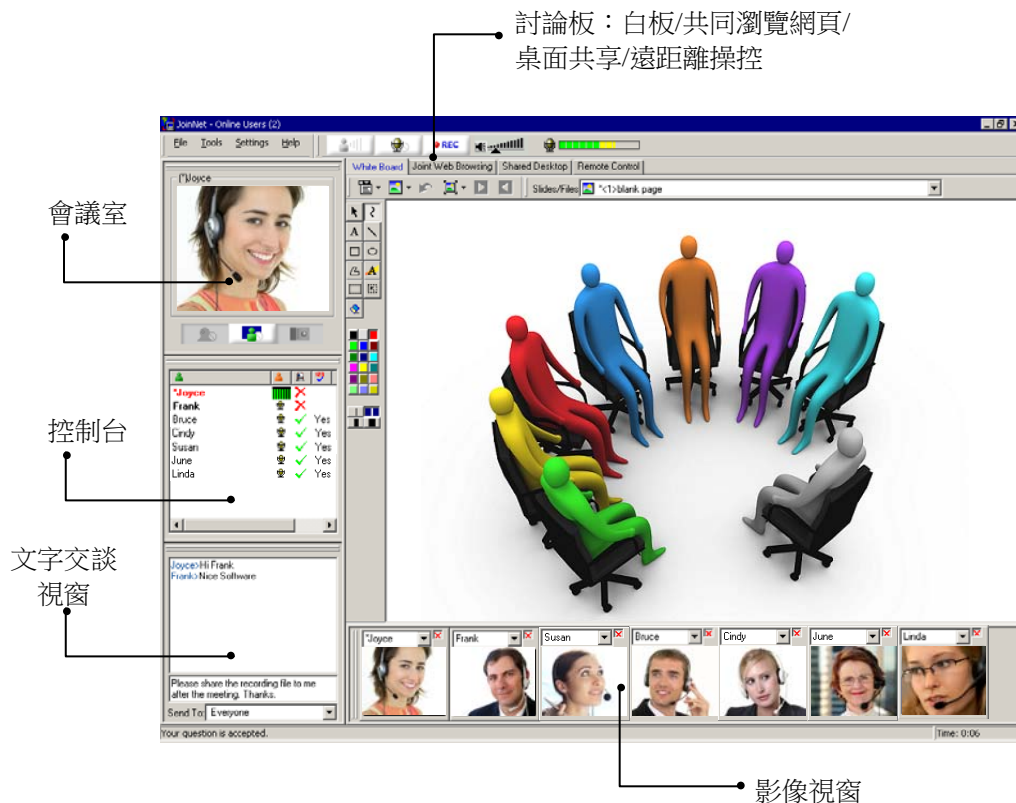 討論板：白板/共同瀏覽網頁/
桌面共享/遠距離操控
JoinNet - Online Users (2)
File Tools Settings Help
REC
White Board Joint Web Browsing Shared Desktop Remote Control
Slides/Files *<1>blank page
(*)Joyce
會議室
A
A
*Joyce
Frank
Bruce Yes
Cindy Yes
Susan Yes
June Yes
Linda Yes
控制台
文字交談
視窗
Joyce>Hi Frank
Frank>Nice Software
Please share the recording file to me
after the meeting. Thanks.
Send To: Everyone
*Joyce Frank Susan Bruce Cindy June Linda
Your question is accepted.
Time: 0:06
影像視窗